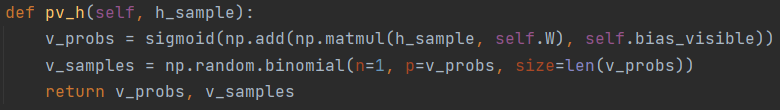 def pv_h(self, h_sample):
    v_probs = sigmoid(np.add(np.matmul(h_sample, self.W), self.bias_visible))
    v_samples = np.random.binomial(n=1, p=v_probs, size=len(v_probs))
    return v_probs, v_samples